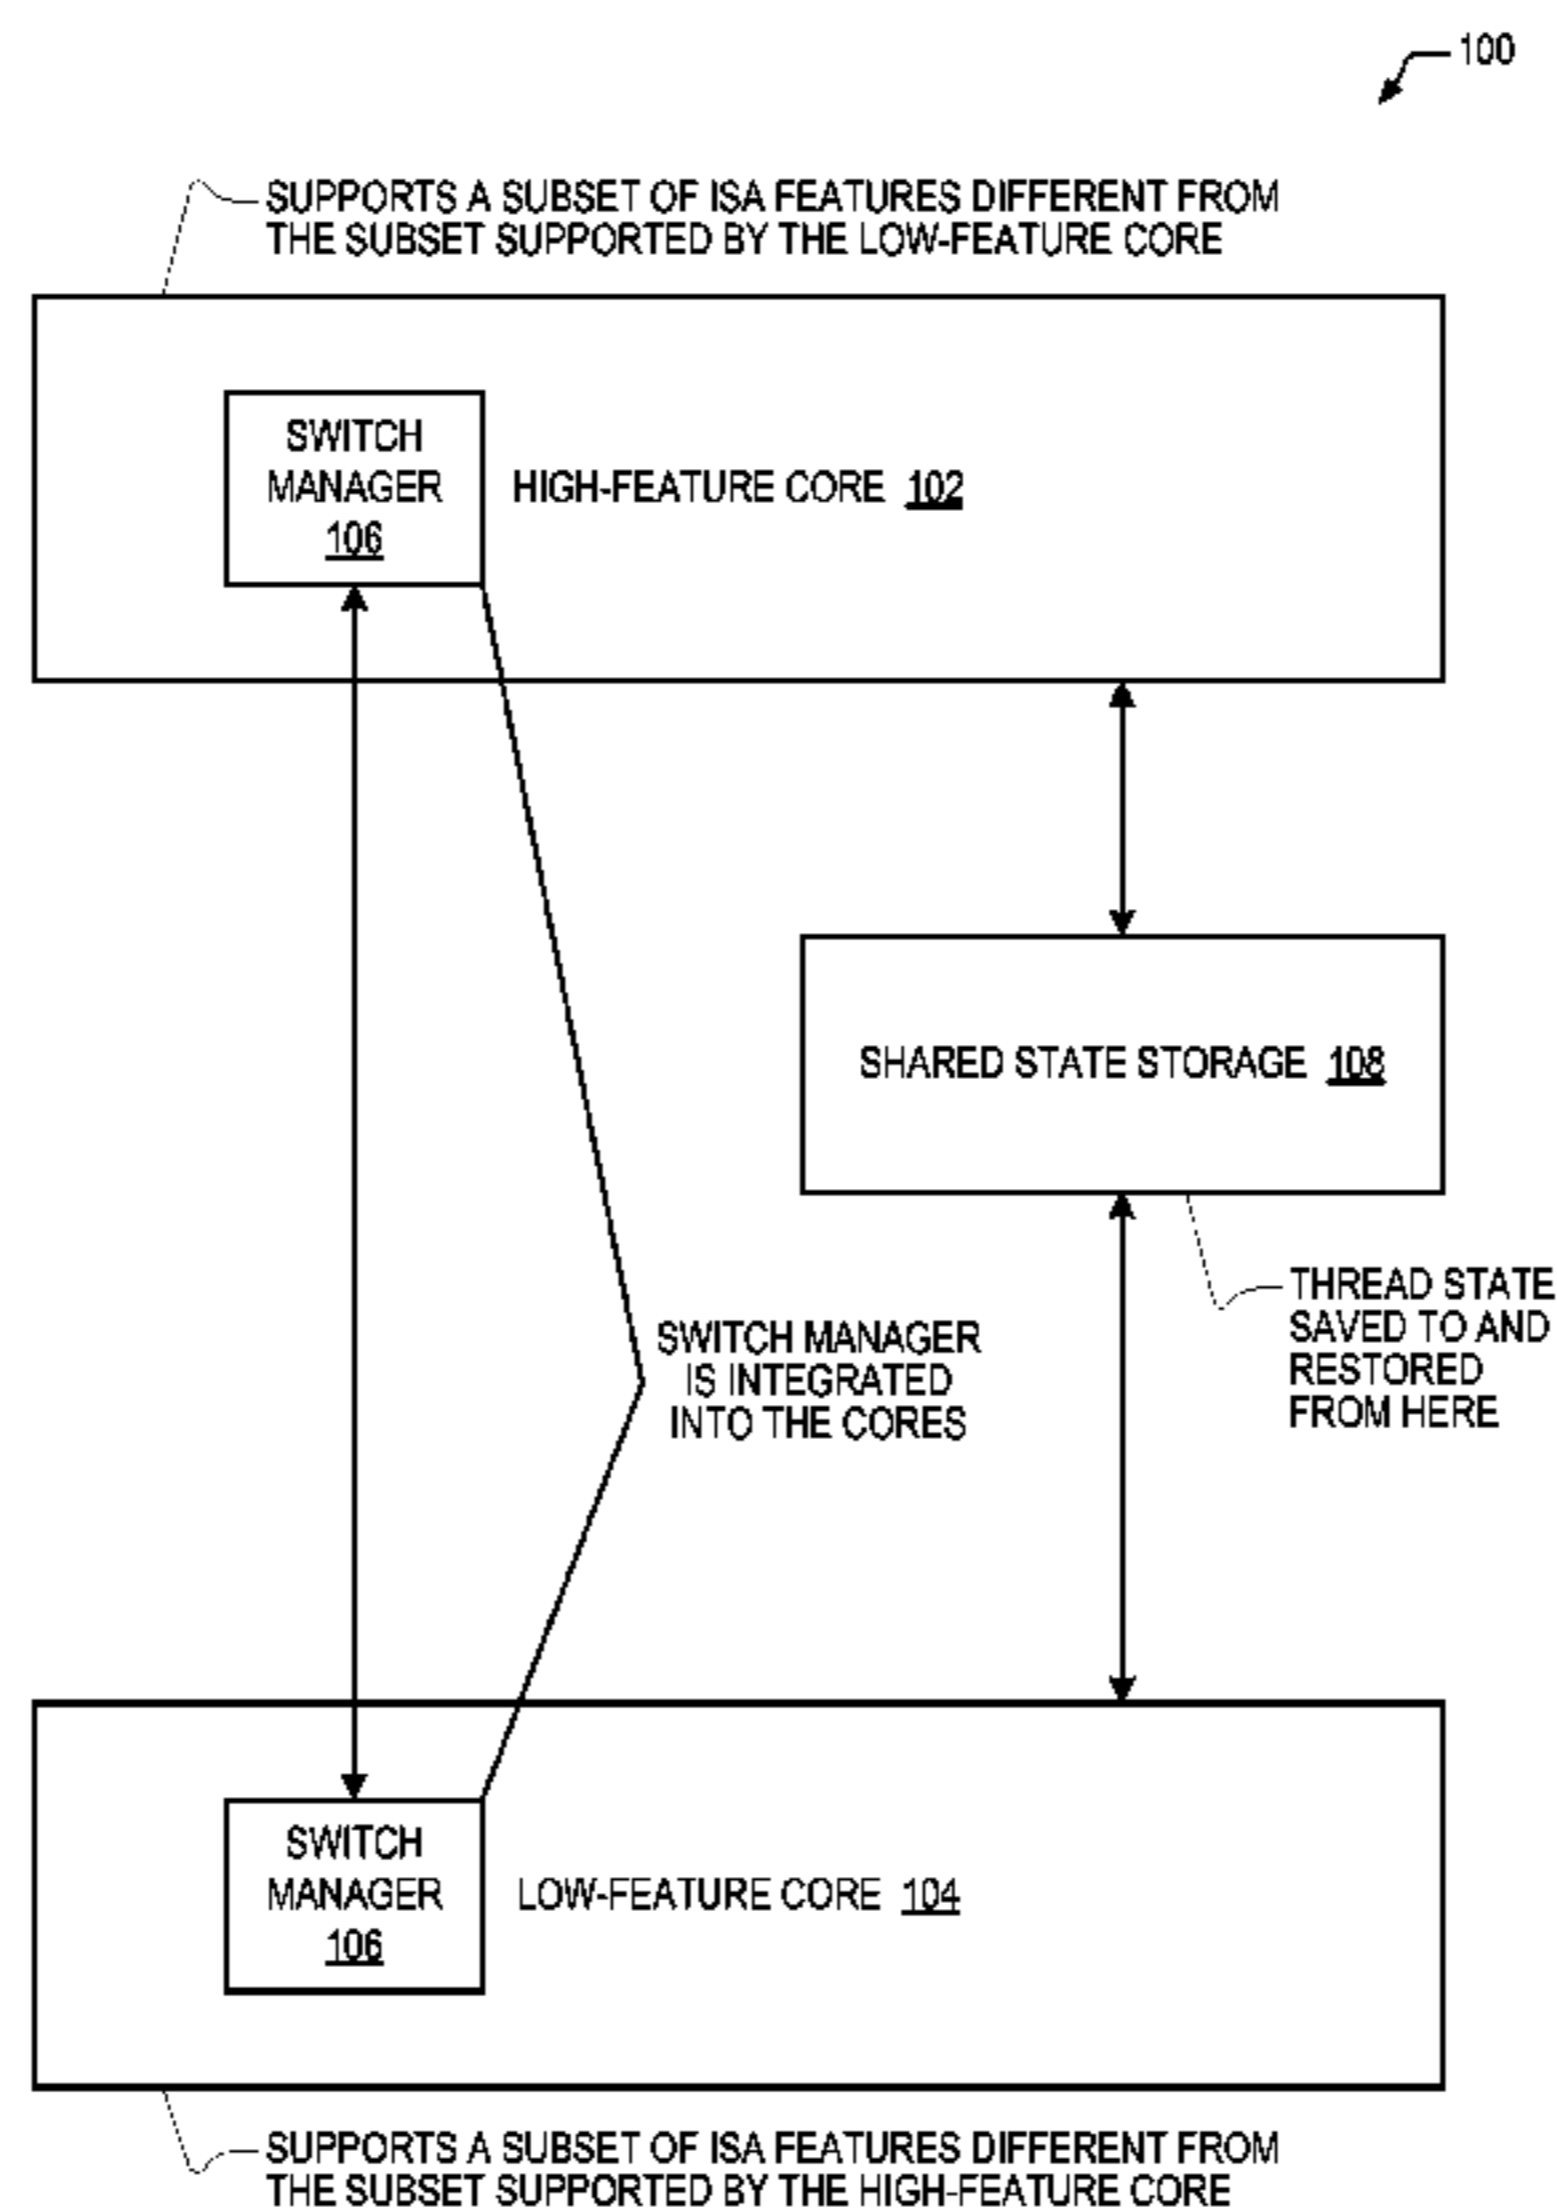 100
SUPPORTS A SUBSET OF ISA FEATURES DIFFERENT FROM
THE SUBSET SUPPORTED BY THE LOW-FEATURE CORE
SWITCH
MANAGER
106
HIGH-FEATURE CORE 102
SHARED STATE STORAGE 108
THREAD STATE
SAVED TO AND
RESTORED
FROM HERE
SWITCH MANAGER
IS INTEGRATED
INTO THE CORES
SWITCH
MANAGER
106
LOW-FEATURE CORE 104
SUPPORTS A SUBSET OF ISA FEATURES DIFFERENT FROM
THE SUBSET SUPPORTED BY THE HIGH-FEATURE CORE